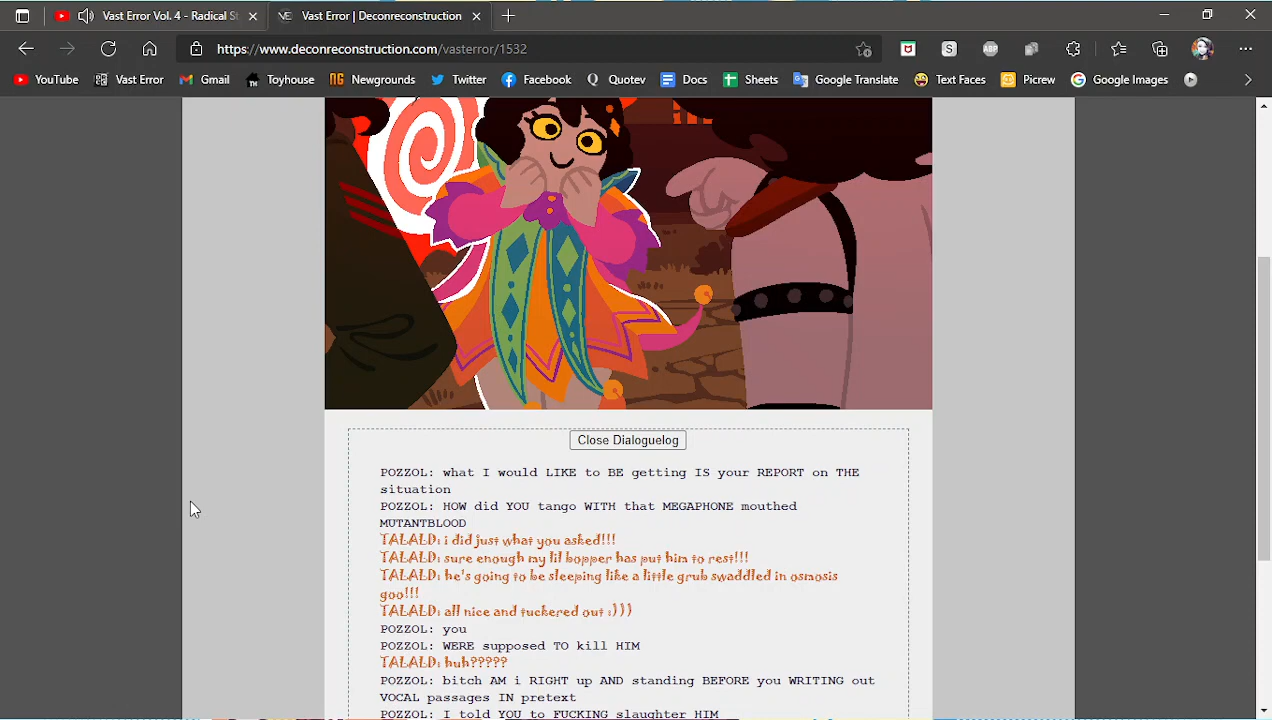 Vast Error Vol. 4 - Radical St
Vast Error | Deconreconstruction
https://www.deconreconstruction.com/vasterror/1532
S
ABP
YouTube
Vast Error
Gmail
Toyhouse
NG Newgrounds
Twitter
Facebook
Quotev
Docs
Sheets
Google Translate
Text Faces
Picrew
Google Images
Close Dialoguelog
POZZOL: what I would LIKE to BE getting IS your REPORT on THE
situation
POZZOL: HOW did YOU tango WITH that MEGAPHONE mouthed
MUTANTBLOOD
TALALD: i did just what you asked!!!
TALALD: sure enough my lil bopper has put him to rest!!!
TALALD: he's going to be sleeping like a little grub swaddled in osmosis
goo!!!
TALALD: all nice and tuckered out :)))
POZZOL: you
POZZOL: WERE supposed TO kill HIM
TALALD: huh?????
POZZOL: bitch AM i RIGHT up AND standing BEFORE you WRITING out
VOCAL passages IN pretext
POZZOL: I told YOU to FUCKING slaughter HIM